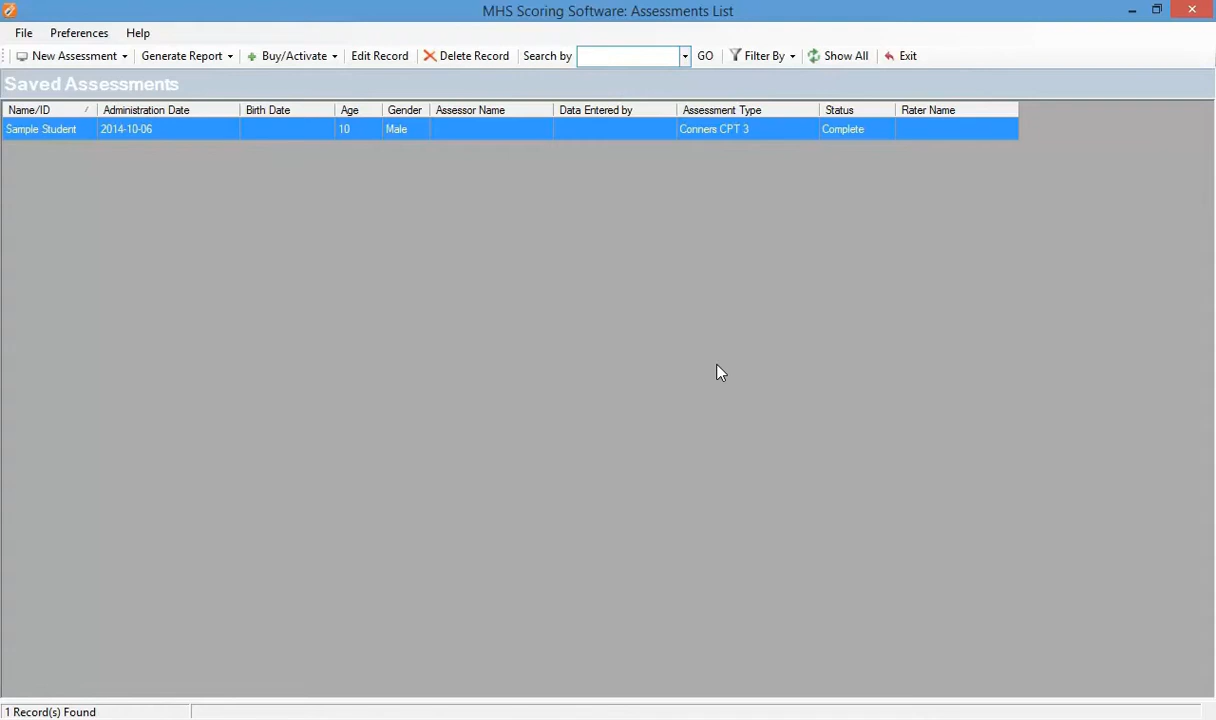 MHS Scoring Software: Assessments List
File Preferences Help
New Assessment Generate Report Buy/Activate Edit Record Delete Record Search by GO Filter By Show All Exit
Saved Assessments
Name/ID Administration Date Birth Date Age Gender Assessor Name Data Entered by Assessment Type Status Rater Name
Sample Student 2014-10-06 10 Male Conners CPT 3 Complete
1 Record(s) Found